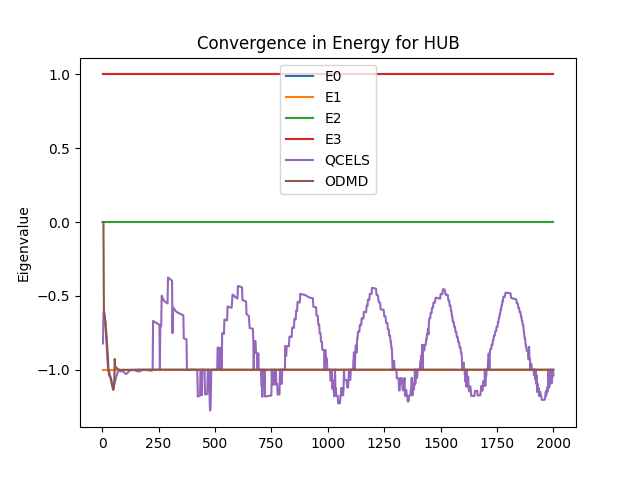 Convergence in Energy for HUB
1.0
0.5
0.0
−0.5
−1.0
Eigenvalue
E0
E1
E2
E3
QCELS
ODMD
0 250 500 750 1000 1250 1500 1750 2000